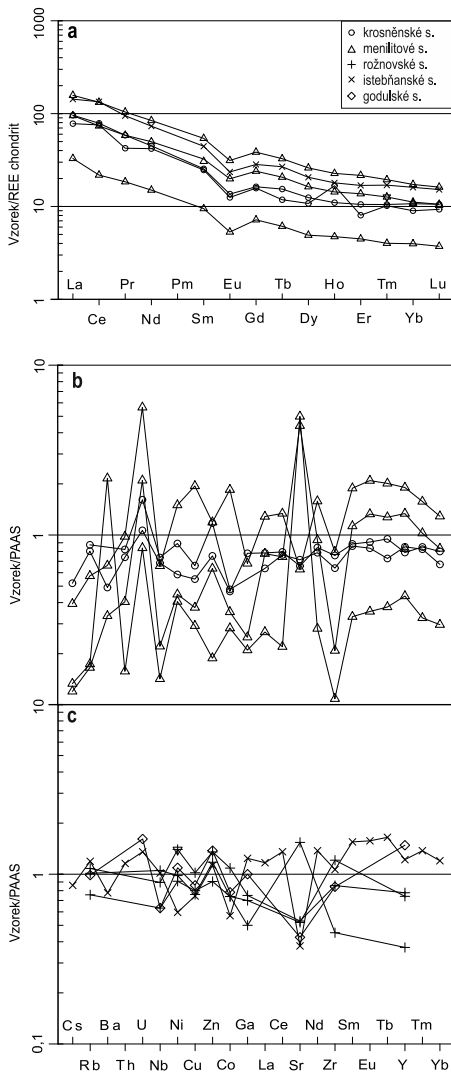 1000
a
krosněnské s.
menilitové s.
rožnovské s.
istebňanské s.
godulské s.
100
Vzorek/REE chondrit
10
La Pr Pm Eu Tb Ho Tm Lu
1
Ce Nd Sm Gd Dy Er Yb
10
b
Vzorek/PAAS
1
10
c
Vzorek/PAAS
1
Cs Ba U Ni Zn Ga Ce Nd Sm Tb Tm
0,1
Rb Th Nb Cu Co La Sr Zr Eu Y Yb